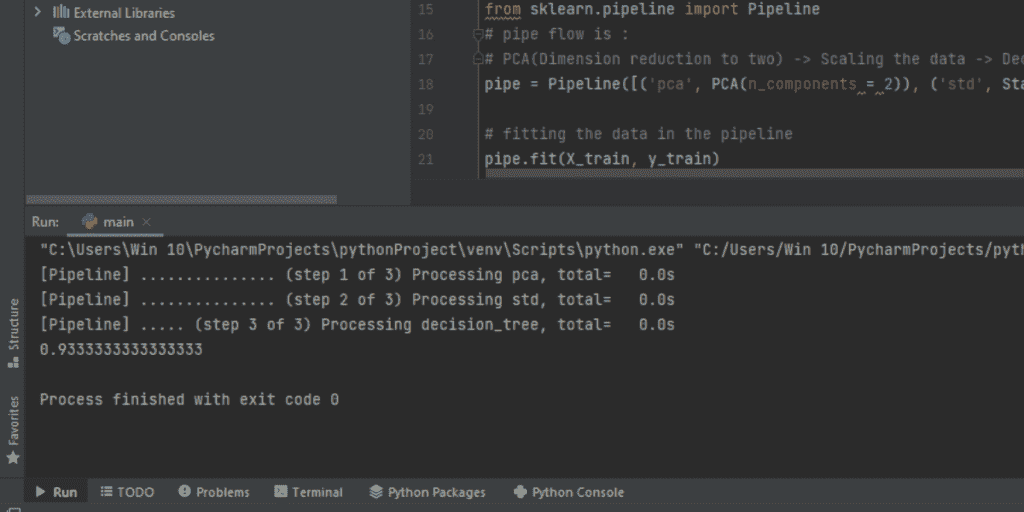 External Libraries
Scratches and Consoles
15 from sklearn.pipeline import Pipeline
16 # pipe flow is :
17 # PCA(Dimension reduction to two) -> Scaling the data ->
18 pipe = Pipeline([('pca', PCA(n_components = 2)), ('std',
19
20 # fitting the data in the pipeline
21 pipe.fit(X_train, y_train)
Run: main
"C:\Users\Win 10\PycharmProjects\pythonProject\venv\Scripts\python.exe" "C:/Users/Win 10/PycharmProjects/pyth
[Pipeline] ............... (step 1 of 3) Processing pca, total=   0.0s
[Pipeline] ............... (step 2 of 3) Processing std, total=   0.0s
[Pipeline] ..... (step 3 of 3) Processing decision_tree, total=   0.0s
0.9333333333333333
Process finished with exit code 0
Structure
Favorites
Run TODO Problems Terminal Python Packages Python Console